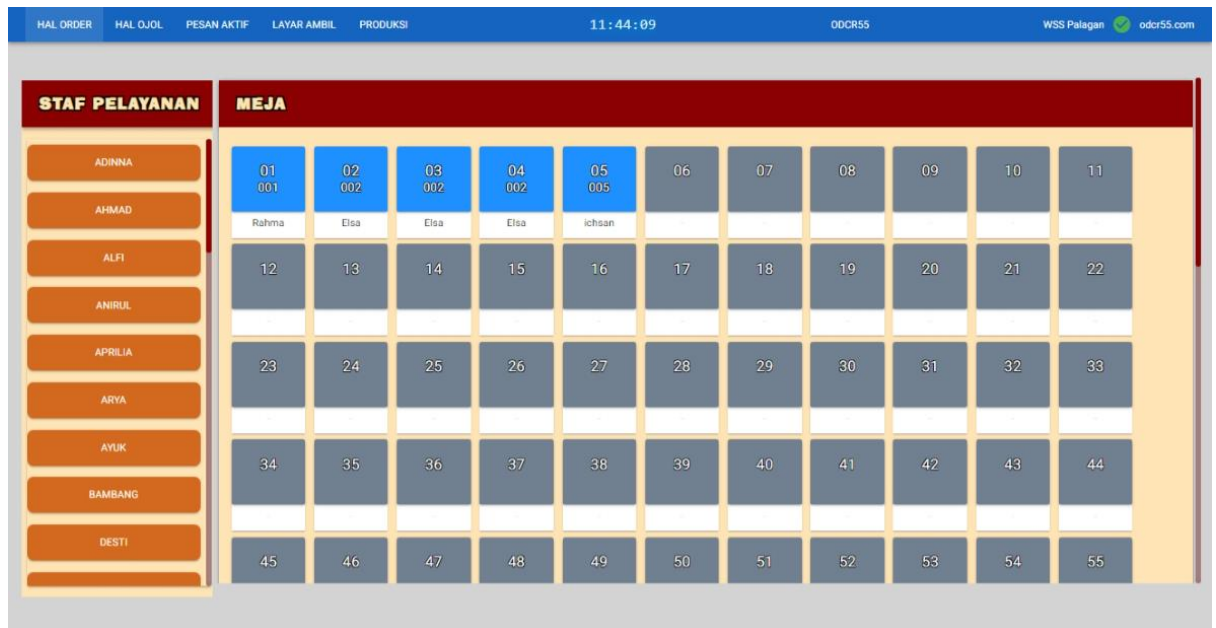 HAL ORDER HAL OJOL PESAN AKTIF LAYAR AMBIL PRODUKSI 11:44:09 ODCR55 WSS Palagan odcr55.com
STAF PELAYANAN
ADINNA
AHMAD
ALFI
ANIRUL
APRILIA
ARYA
AYUK
BAMBANG
DESTI
MEJA
01 02 03 04 05 06 07 08 09 10 11
001 002 002 002 005
Rahma Elsa Elsa Elsa ichsan
12 13 14 15 16 17 18 19 20 21 22
23 24 25 26 27 28 29 30 31 32 33
34 35 36 37 38 39 40 41 42 43 44
45 46 47 48 49 50 51 52 53 54 55